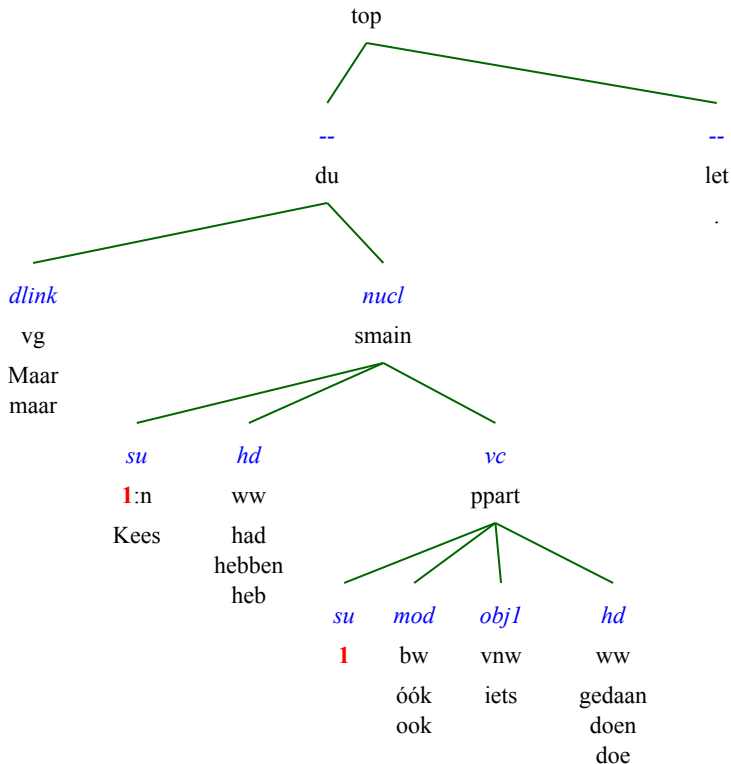 top
-- --
du let
.
dlink nucl
vg smain
Maar
maar
su hd vc
1:n ww ppart
Kees had
hebben
heb
su mod obj1 hd
1 bw vnw ww
óók iets gedaan
ook doen
doe